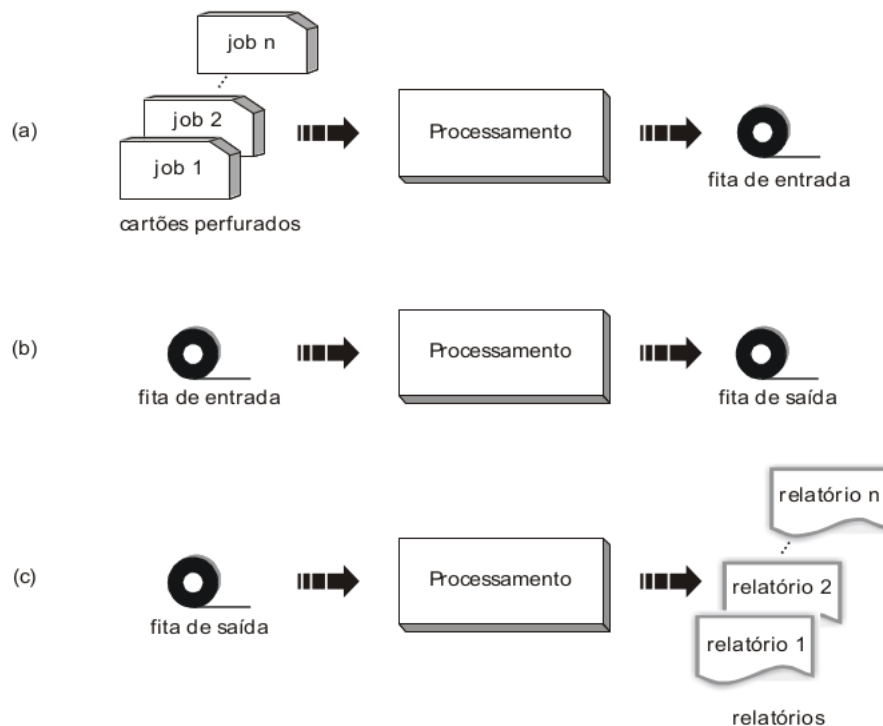 job n
job 2
job 1
cartões perfurados
(a)
Processamento
fita de entrada
(b)
fita de entrada
Processamento
fita de saída
(c)
fita de saída
Processamento
relatório n
relatório 2
relatório 1
relatórios